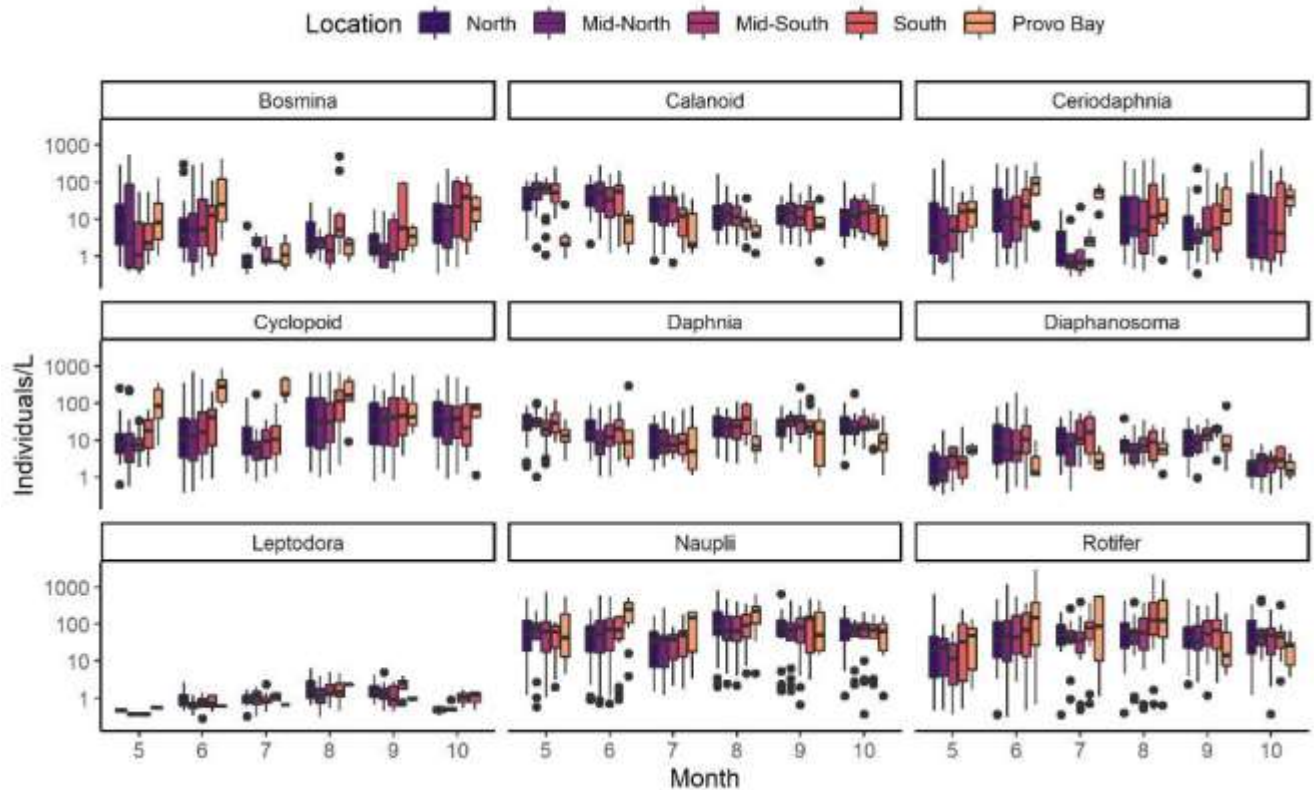 Location North Mid-North Mid-South South Provo Bay
Bosmina Calanoid Ceriodaphnia
1000
100
10
1
Cyclopoid Daphnia Diaphanosoma
1000
100
10
1
Leptodora Nauplii Rotifer
1000
100
10
1
Individuals/L
5 6 7 8 9 10 5 6 7 8 9 10 5 6 7 8 9 10
Month